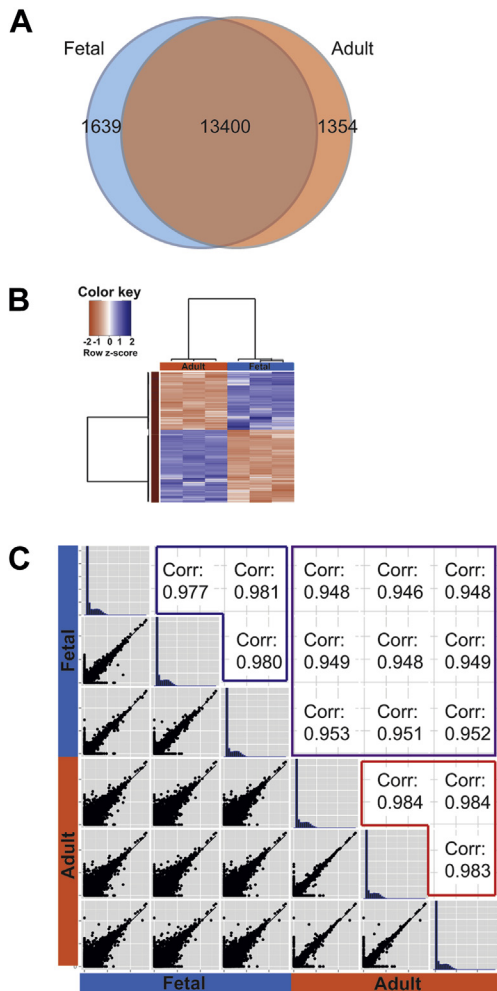 A
Fetal Adult
1639 13400 1354
B
Color key
-2 -1 0 1 2
Row z-score
Adult Fetal
C
Corr: Corr: Corr: Corr: Corr:
0.977 0.981 0.948 0.946 0.948
Corr: Corr: Corr: Corr:
0.980 0.949 0.948 0.949
Corr: Corr: Corr:
0.953 0.951 0.952
Corr: Corr:
0.984 0.984
Corr:
0.983
Fetal
Adult
Fetal Adult